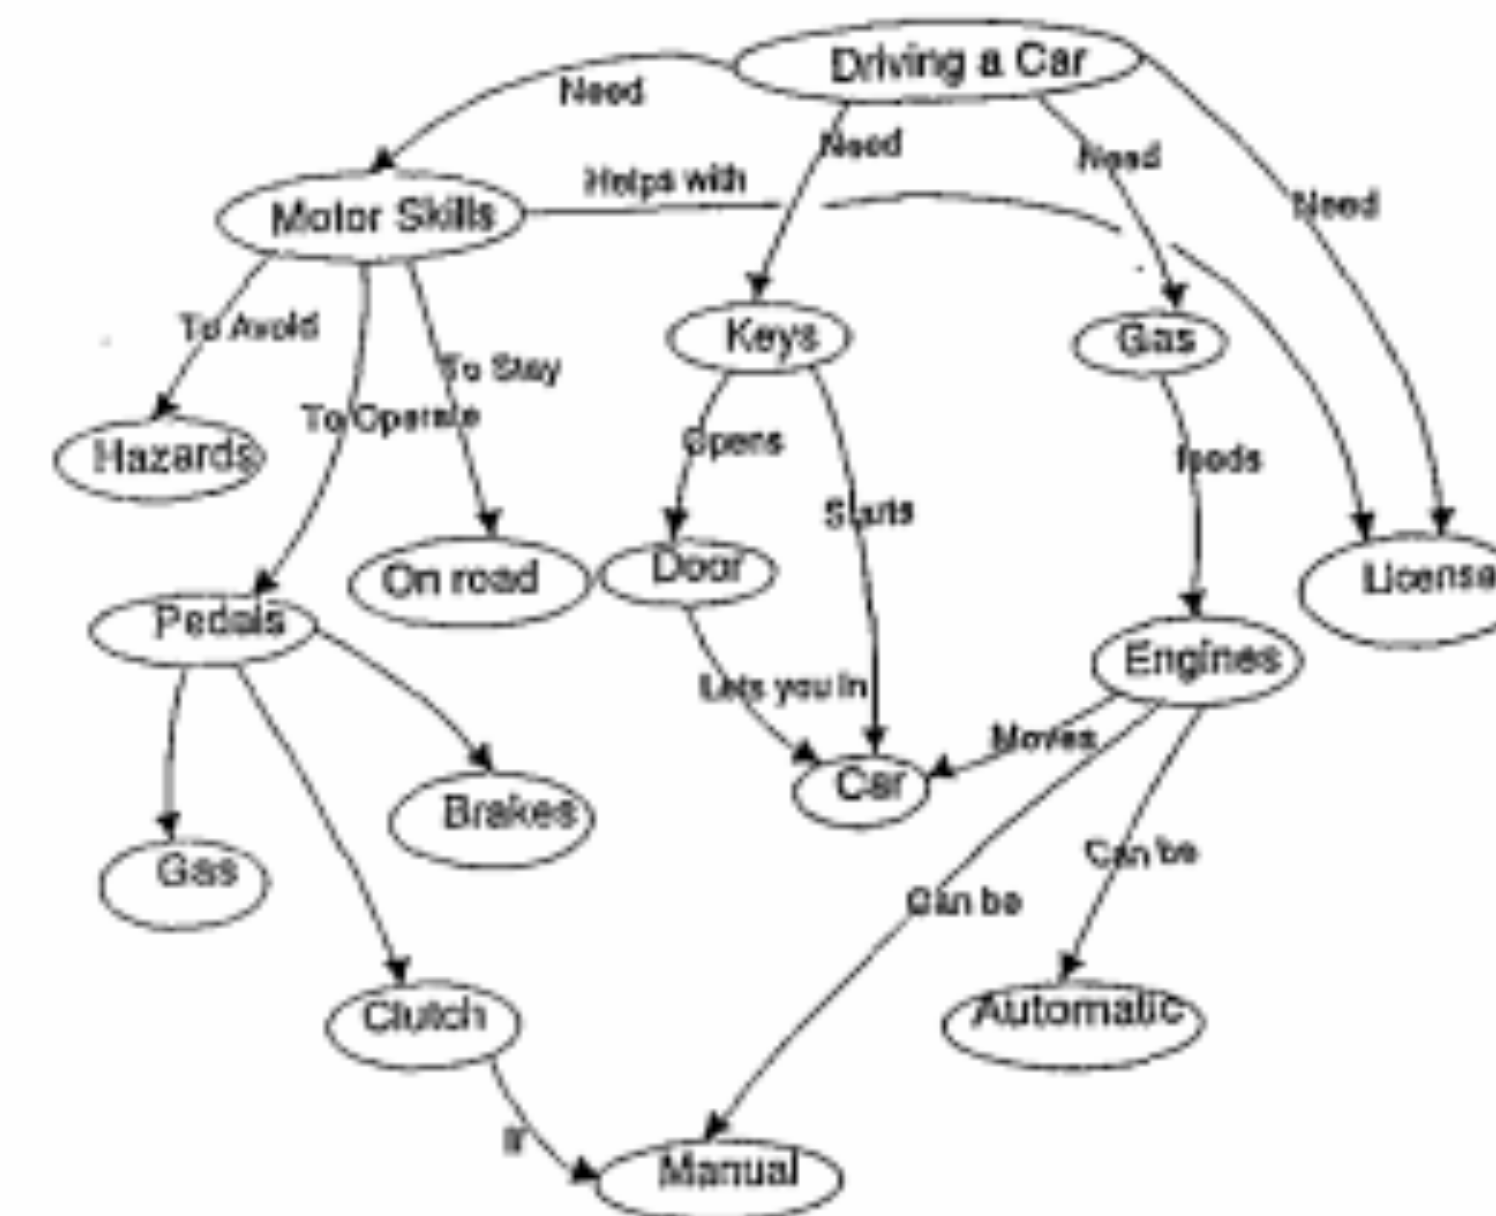 Driving a Car
Need
Need
Need
Need
Helps with
Motor Skills
To Avoid
To Stay
To Operate
Keys
Gas
Hazards
Opens
Starts
feeds
On road
Door
License
Pedals
Engines
Lets you in
Moves
Car
Brakes
Gas
Can be
Can be
Clutch
Automatic
If
Manual